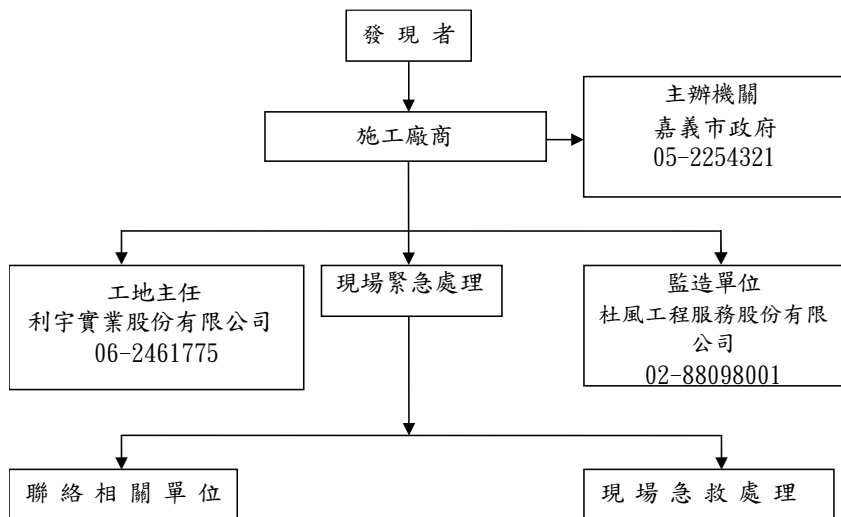 發現者
施工廠商
主辦機關
嘉義市政府
05-2254321
工地主任
利宇實業股份有限公司
06-2461775
現場緊急處理
監造單位
杜風工程服務股份有限
公司
02-88098001
聯絡相關單位
現場急救處理